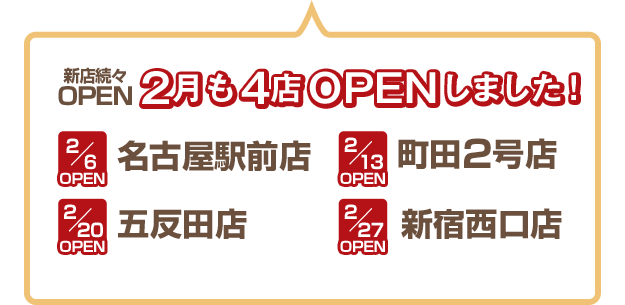 新店続々
OPEN 2月も4店OPENしました!
2/6 OPEN 名古屋駅前店
2/13 OPEN 町田2号店
2/20 OPEN 五反田店
2/27 OPEN 新宿西口店